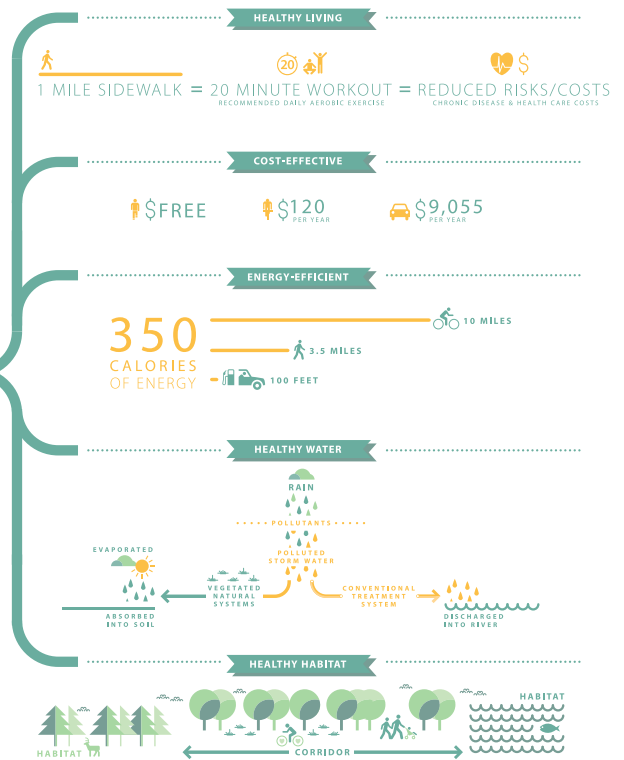 HEALTHY LIVING
20
1 MILE SIDEWALK = 20 MINUTE WORKOUT = REDUCED RISKS/COSTS
RECOMMENDED DAILY AEROBIC EXERCISE
CHRONIC DISEASE & HEALTH CARE COSTS
COST-EFFECTIVE
$FREE
$120
PER YEAR
$9,055
PER YEAR
ENERGY-EFFICIENT
350
CALORIES
OF ENERGY
10 MILES
3.5 MILES
100 FEET
HEALTHY WATER
RAIN
POLLUTANTS
POLLUTED
STORM WATER
EVAPORATED
VEGETATED
NATURAL
SYSTEMS
CONVENTIONAL
TREATMENT
SYSTEM
ABSORBED
INTO SOIL
DISCHARGED
INTO RIVER
HEALTHY HABITAT
HABITAT
HABITAT
CORRIDOR